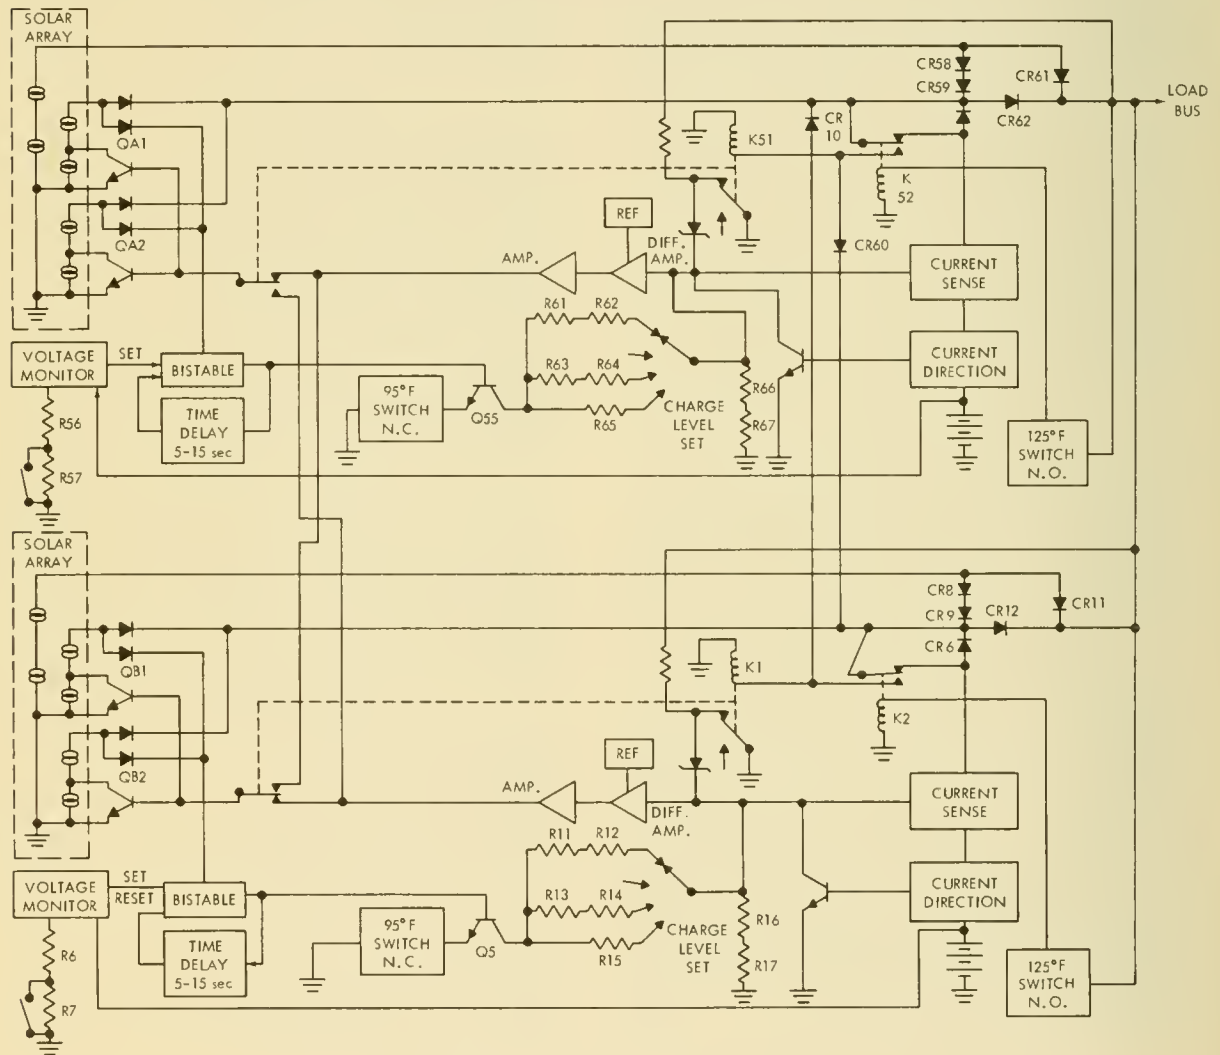 SOLAR
ARRAY
CR58
CR59
CR61
LOAD
BUS
CR62
QA1
CR
10
K51
K
52
QA2
REF
DIFF.
AMP.
AMP.
CR60
CURRENT
SENSE
VOLTAGE
MONITOR
SET
BISTABLE
TIME
DELAY
5-15 sec
R56
R57
95°F
SWITCH
N.C.
Q55
R61
R62
R63
R64
R65
CHARGE
LEVEL
SET
R66
R67
CURRENT
DIRECTION
125°F
SWITCH
N.O.
SOLAR
ARRAY
CR8
CR9
CR12
CR11
CR6
QB1
K1
K2
QB2
REF
AMP.
DIFF.
AMP.
CURRENT
SENSE
VOLTAGE
MONITOR
SET
RESET
BISTABLE
TIME
DELAY
5-15 sec
R6
R7
95°F
SWITCH
N.C.
Q5
R11
R12
R13
R14
R15
CHARGE
LEVEL
SET
R16
R17
CURRENT
DIRECTION
125°F
SWITCH
N.O.